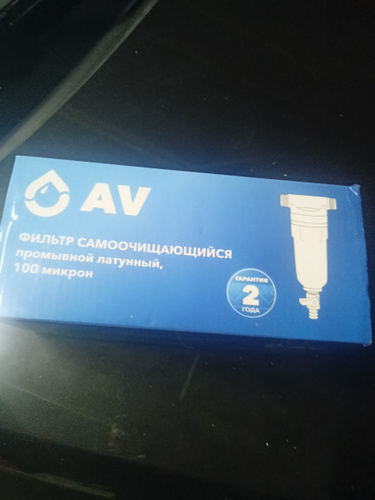 AV
ФИЛЬТР САМООЧИЩАЮЩИЙСЯ
промывной латунный,
100 микрон
ГАРАНТИЯ
2
ГОДА